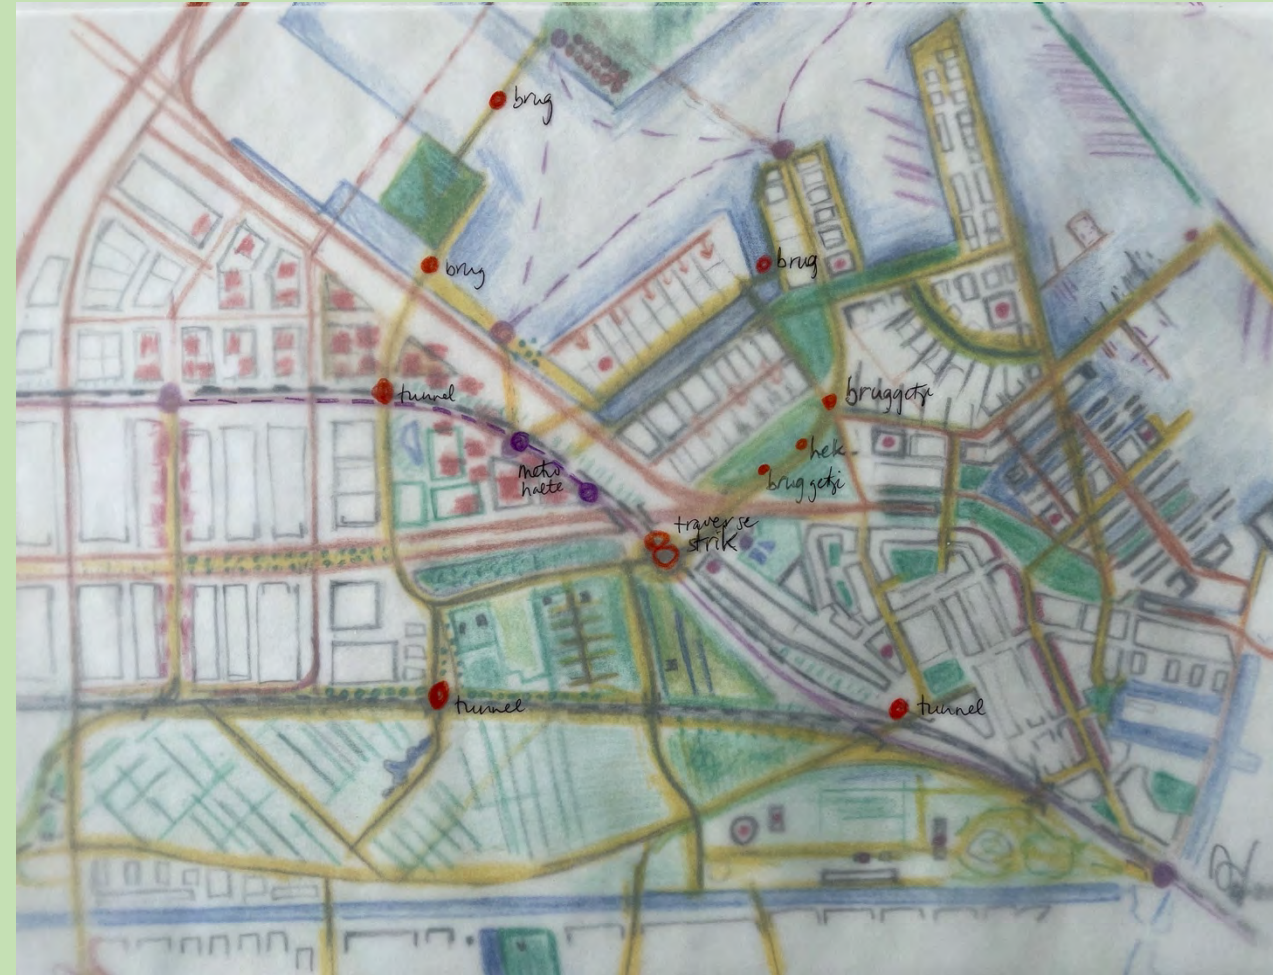 brug
brug
brug
tunnel
bruggetje
hek
bruggetje
metro
halte
traverse
strik
tunnel
tunnel